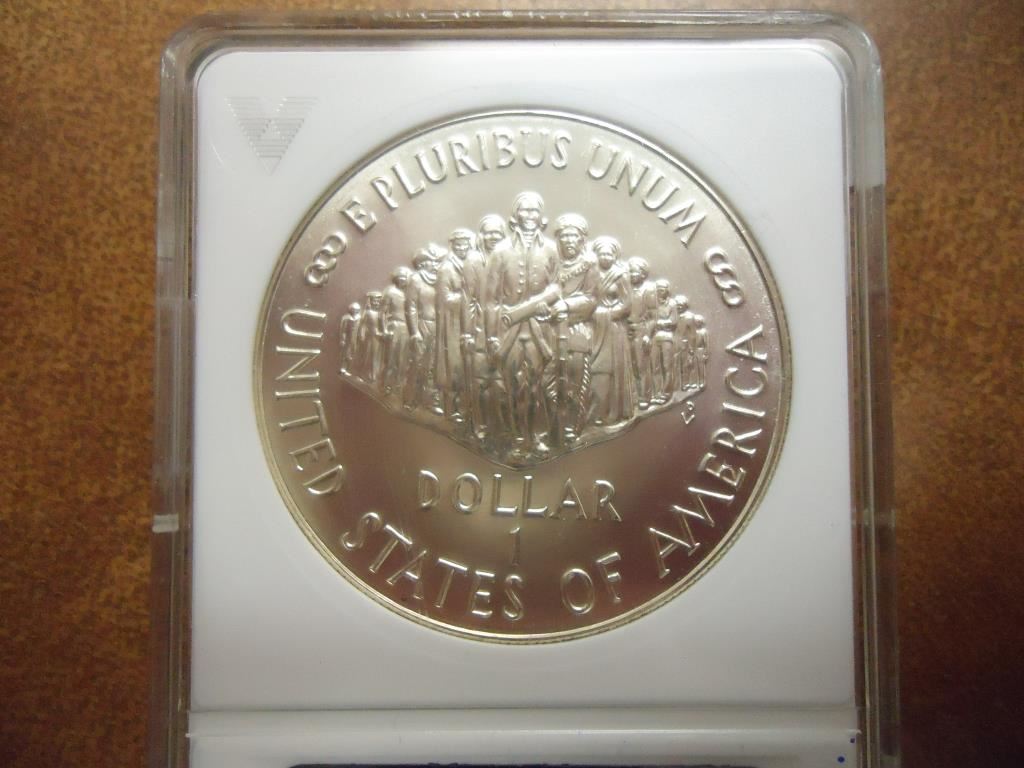 E PLURIBUS UNUM
DOLLAR
1
UNITED STATES OF AMERICA